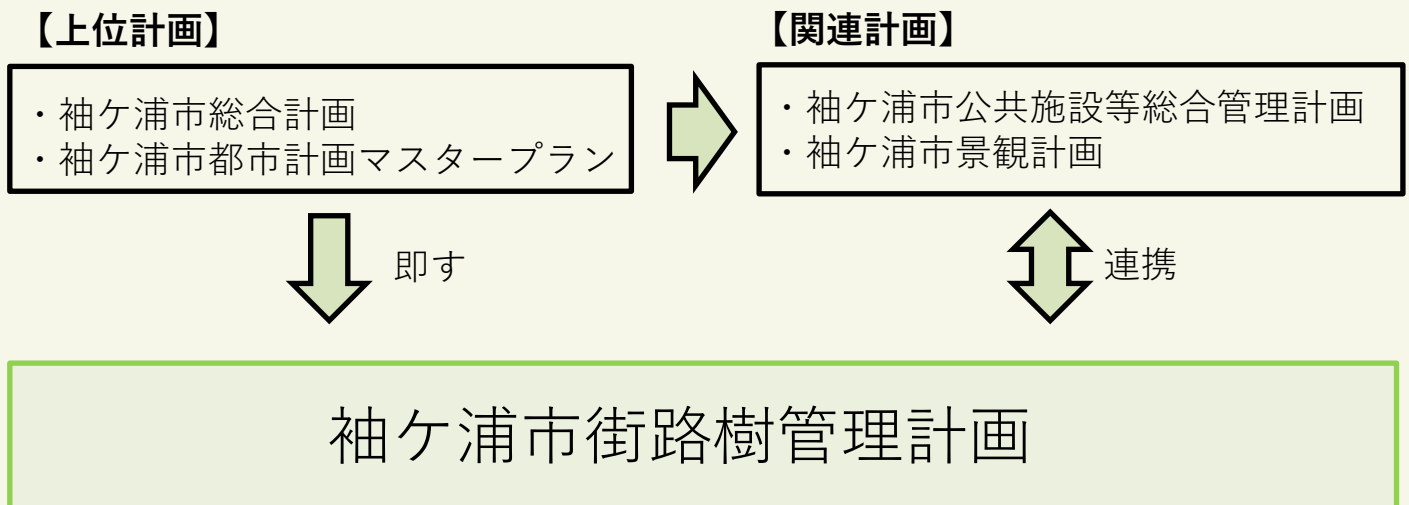 【上位計画】
・袖ケ浦市総合計画
・袖ケ浦市都市計画マスタープラン
【関連計画】
・袖ケ浦市公共施設等総合管理計画
・袖ケ浦市景観計画
即す
連携
袖ケ浦市街路樹管理計画